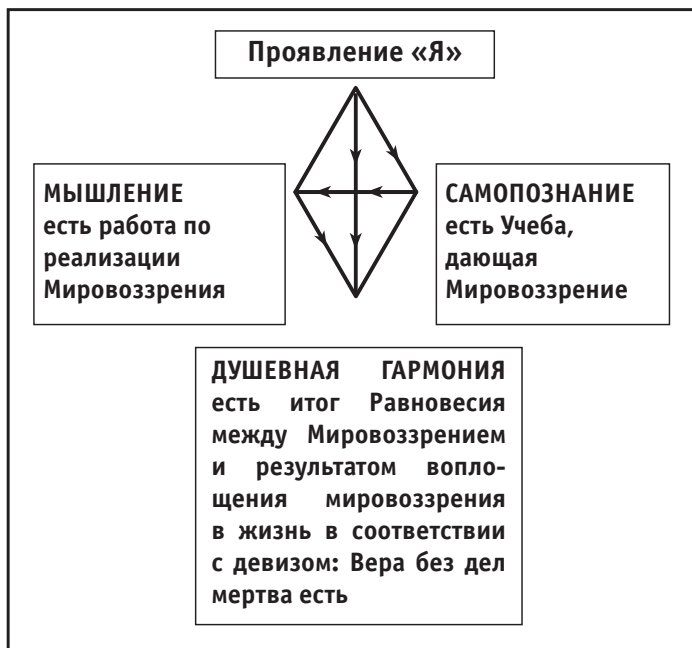 Проявление «Я»
МЫШЛЕНИЕ
есть работа по
реализации
Мировоззрения
САМОПОЗНАНИЕ
есть Учеба,
дающая
Мировоззрение
ДУШЕВНАЯ ГАРМОНИЯ
есть итог Равновесия
между Мировоззрением
и результатом вопло-
щения мировоззрения
в жизнь в соответствии
с девизом: Вера без дел
мертва есть